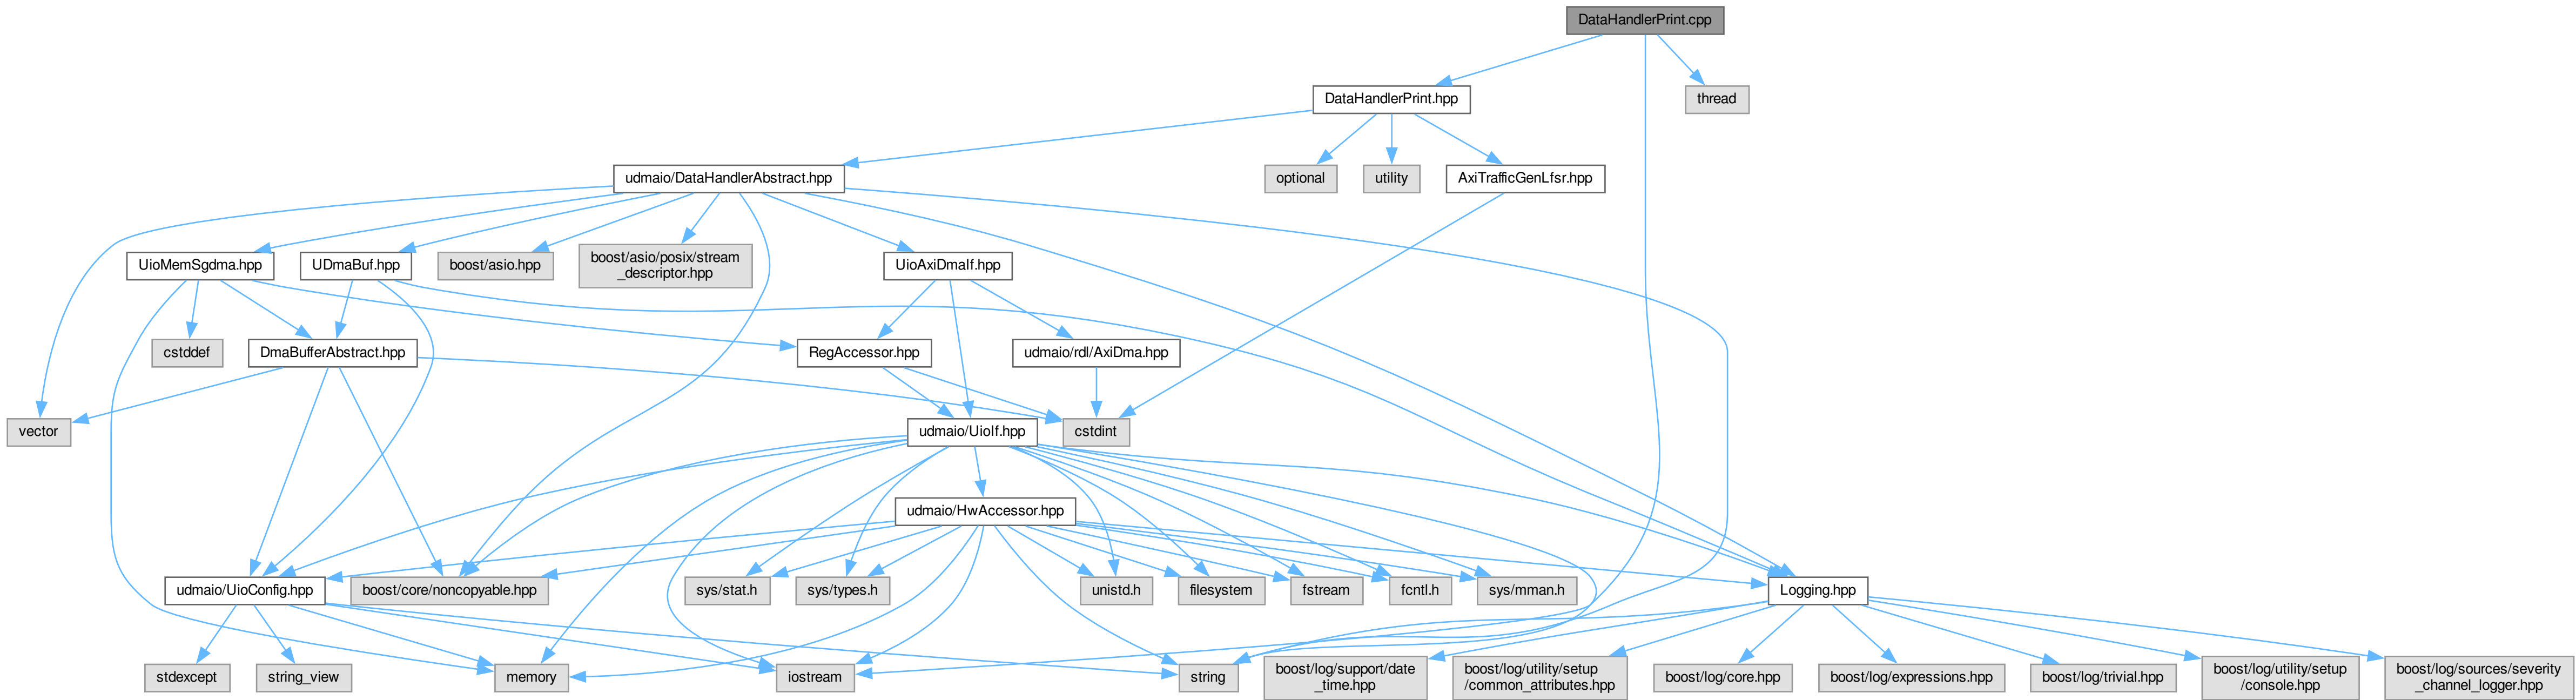 DataHandlerPrint.cpp
DataHandlerPrint.hpp
thread
udmaio/DataHandlerAbstract.hpp
optional
utility
AxiTrafficGenLfsr.hpp
UioMemSgdma.hpp
UDmaBuf.hpp
boost/asio.hpp
boost/asio/posix/stream
_descriptor.hpp
UioAxiDmaIf.hpp
cstddef
DmaBufferAbstract.hpp
RegAccessor.hpp
udmaio/rdl/AxiDma.hpp
vector
udmaio/UioIf.hpp
cstdint
udmaio/HwAccessor.hpp
udmaio/UioConfig.hpp
boost/core/noncopyable.hpp
sys/stat.h
sys/types.h
unistd.h
filesystem
fstream
fcntl.h
sys/mman.h
Logging.hpp
stdexcept
string_view
memory
iostream
string
boost/log/support/date
_time.hpp
boost/log/utility/setup
/common_attributes.hpp
boost/log/core.hpp
boost/log/expressions.hpp
boost/log/trivial.hpp
boost/log/utility/setup
/console.hpp
boost/log/sources/severity
_channel_logger.hpp